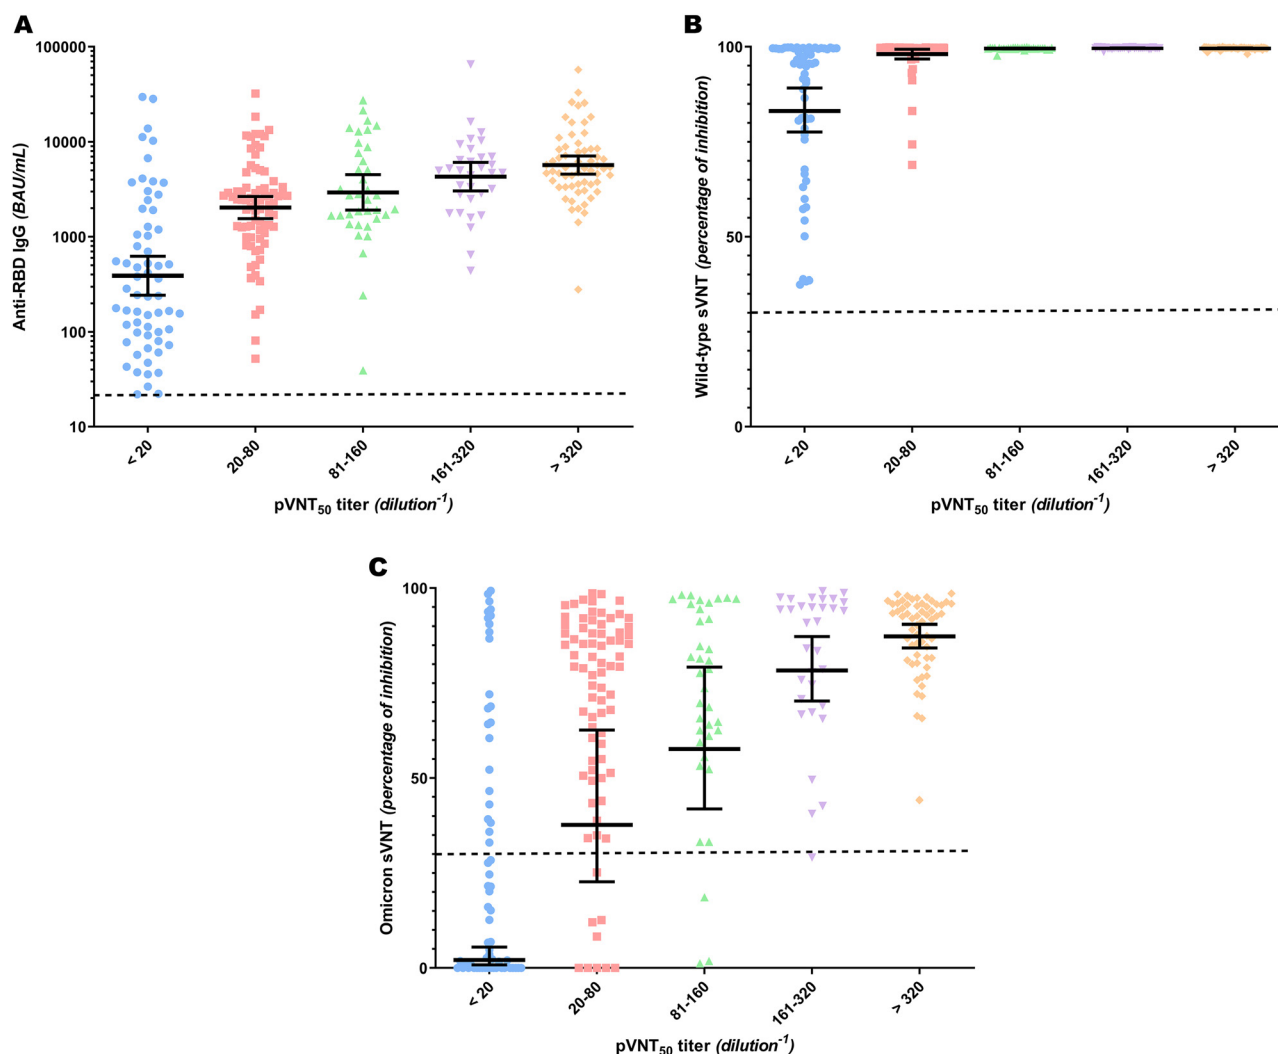 A
Anti-RBD IgG (BAU/mL)
100000
10000
1000
100
10
< 20
20-80
81-160
161-320
> 320
pVNT50 titer (dilution-1)
B
Wild-type sVNT (percentage of inhibition)
100
50
0
< 20
20-80
81-160
161-320
> 320
pVNT50 titer (dilution-1)
C
Omicron sVNT (percentage of inhibition)
100
50
0
< 20
20-80
81-160
161-320
> 320
pVNT50 titer (dilution-1)